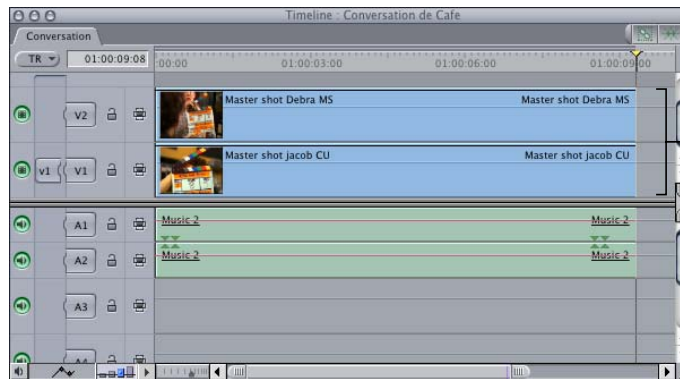 Timeline : Conversation de Cafe
Conversation
TR 01:00:09:08 :00:00 01:00:03:00 01:00:06:00 01:00:09:00
V2 Master shot Debra MS Master shot Debra MS
v1 V1 Master shot jacob CU Master shot jacob CU
A1 Music 2 Music 2
A2 Music 2 Music 2
A3